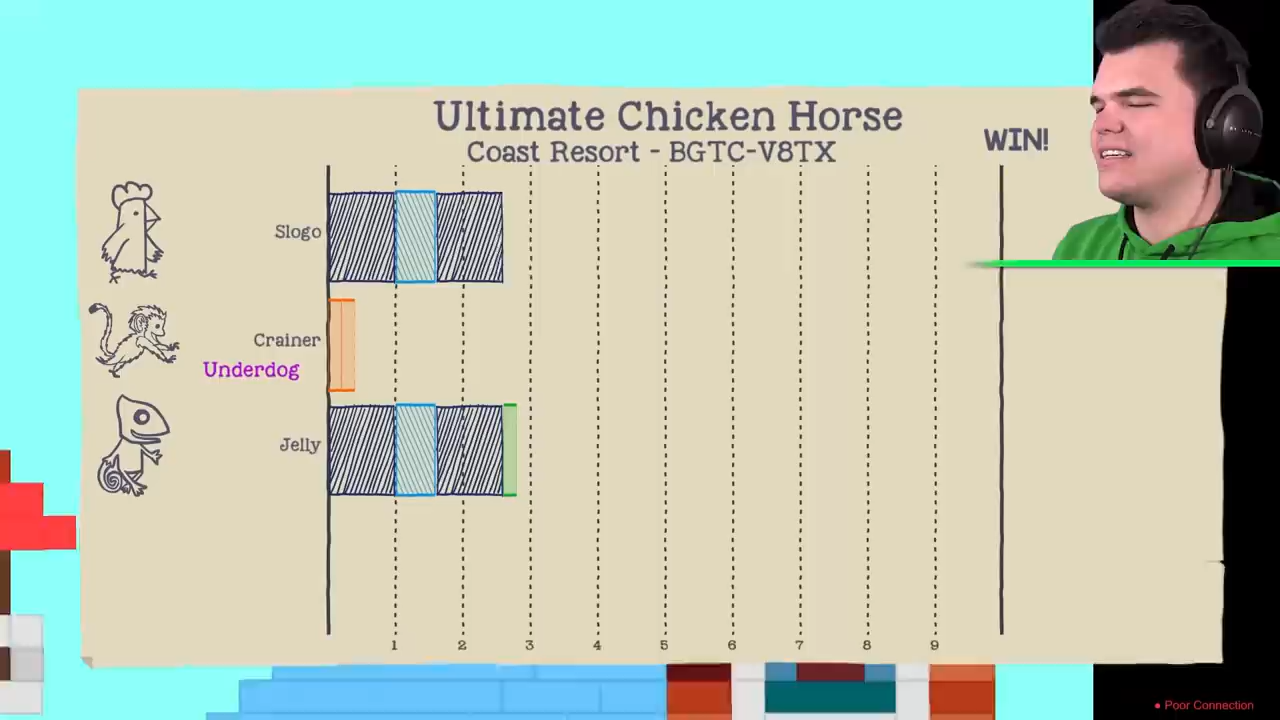 Ultimate Chicken Horse
Coast Resort - BGTC-V8TX
WIN!
Slogo
Crainer
Underdog
Jelly
1 2 3 4 5 6 7 8 9
● Poor Connection